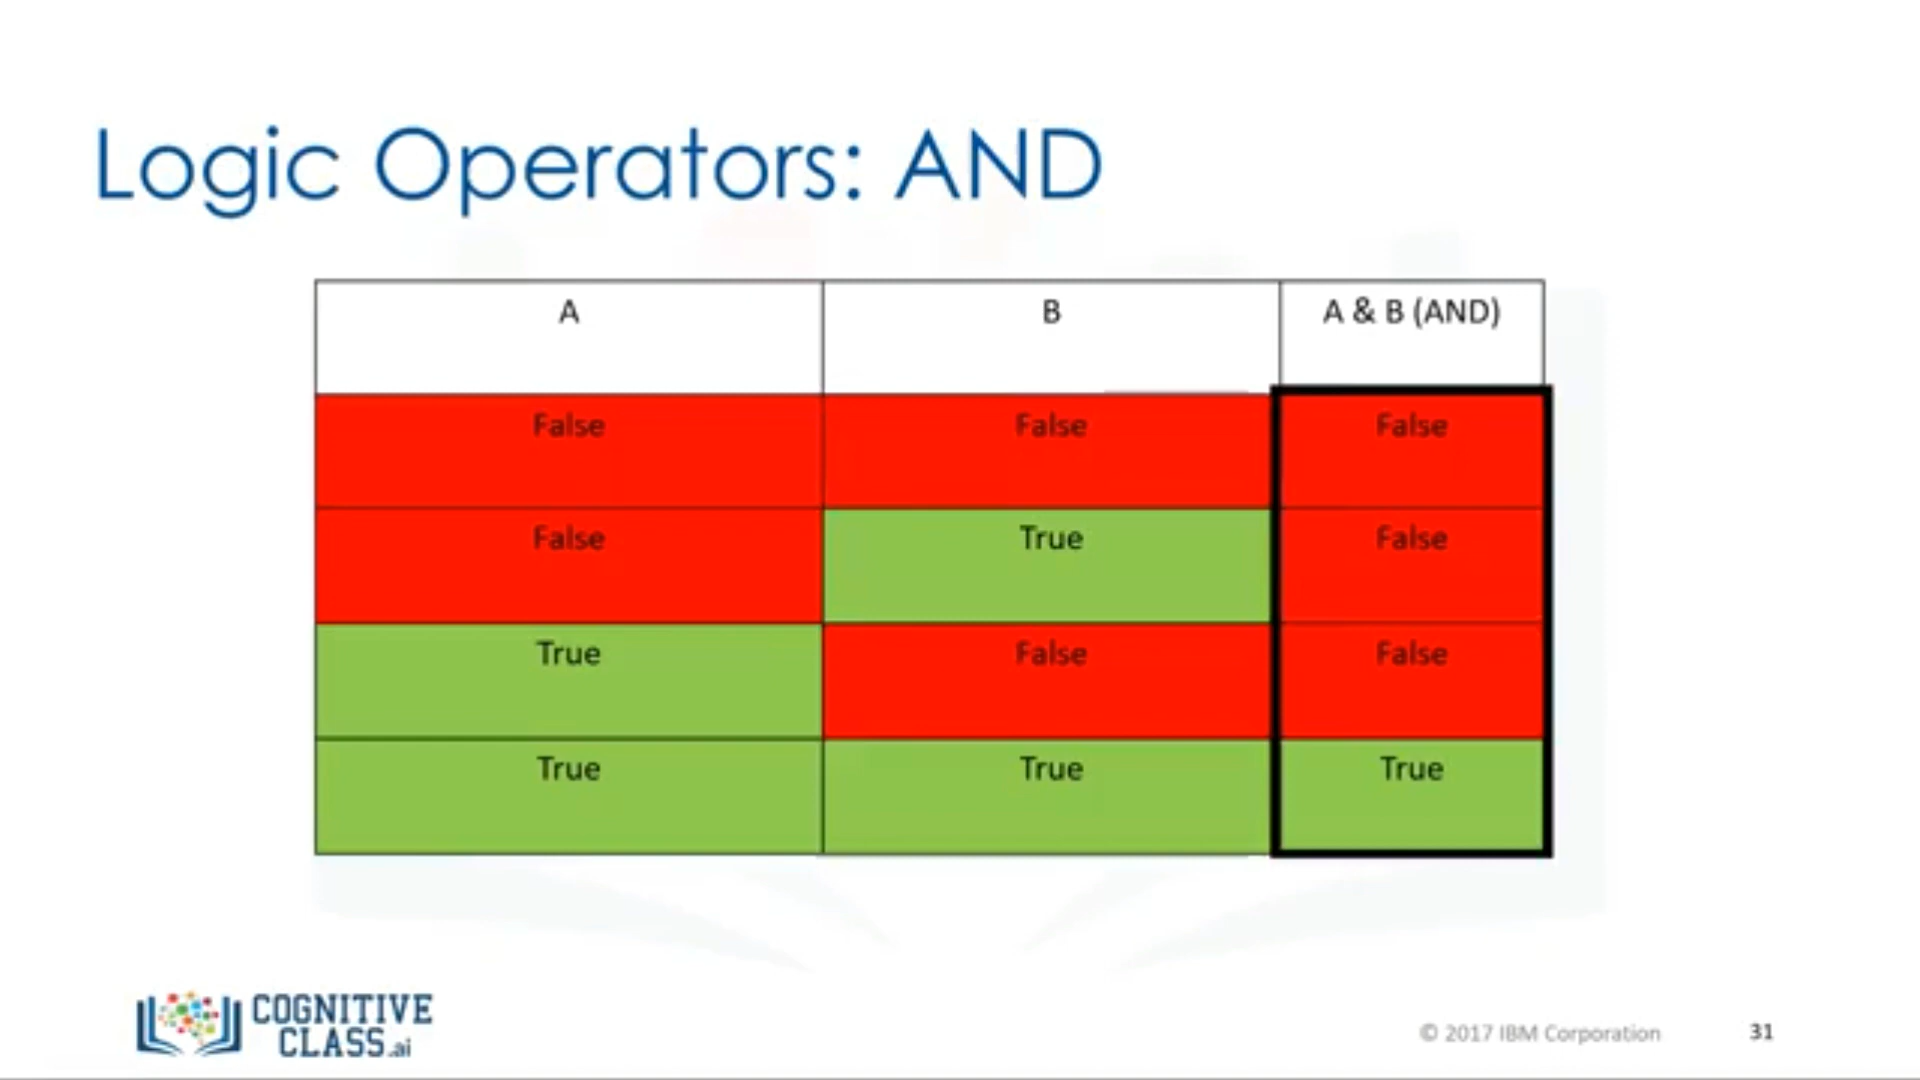 Logic Operators: AND
A B A & B (AND)
False False False
False True False
True False False
True True True
COGNITIVE
CLASS.ai
© 2017 IBM Corporation 31